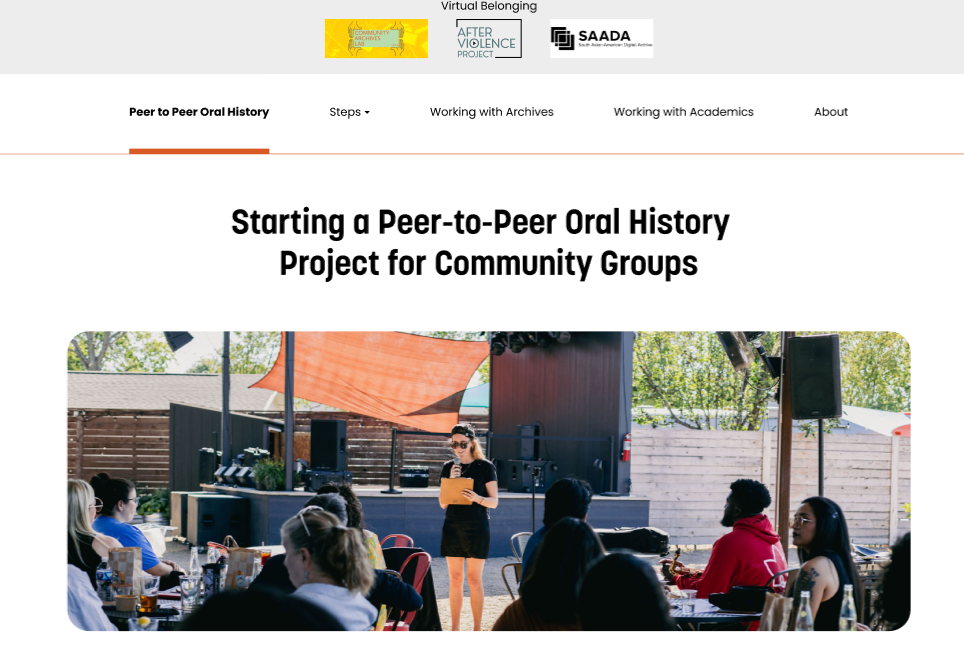 Virtual Belonging
COMMUNITY
ARCHIVES
LAB
AFTER
VIOLENCE
PROJECT
SAADA
South Asian American Digital Archive
Peer to Peer Oral History
Steps
Working with Archives
Working with Academics
About
Starting a Peer-to-Peer Oral History
Project for Community Groups